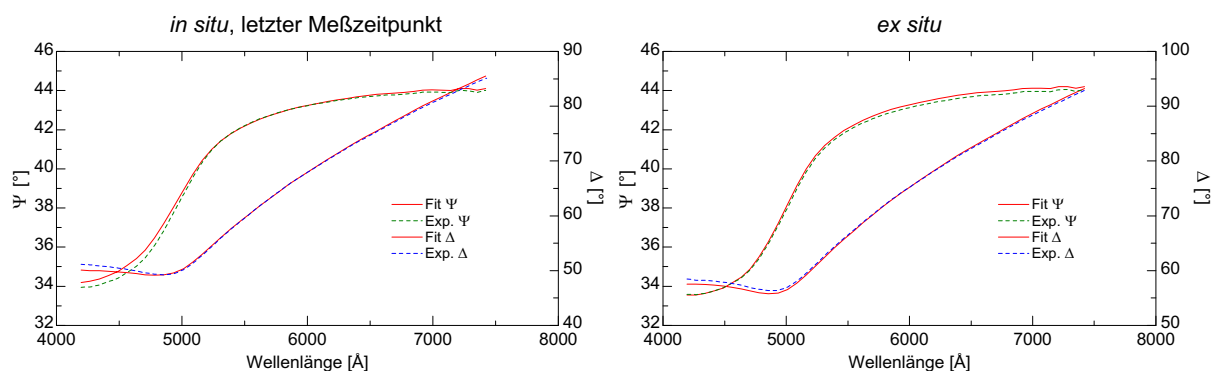 in situ, letzter Meßzeitpunkt
46
44
42
40
38
36
34
32
Ψ [°]
90
80
70
60
50
40
Δ [°]
Fit Ψ
Exp. Ψ
Fit Δ
Exp. Δ
4000 5000 6000 7000 8000
Wellenlänge [Å]
ex situ
46
44
42
40
38
36
34
32
Ψ [°]
100
90
80
70
60
50
Δ [°]
Fit Ψ
Exp. Ψ
Fit Δ
Exp. Δ
4000 5000 6000 7000 8000
Wellenlänge [Å]